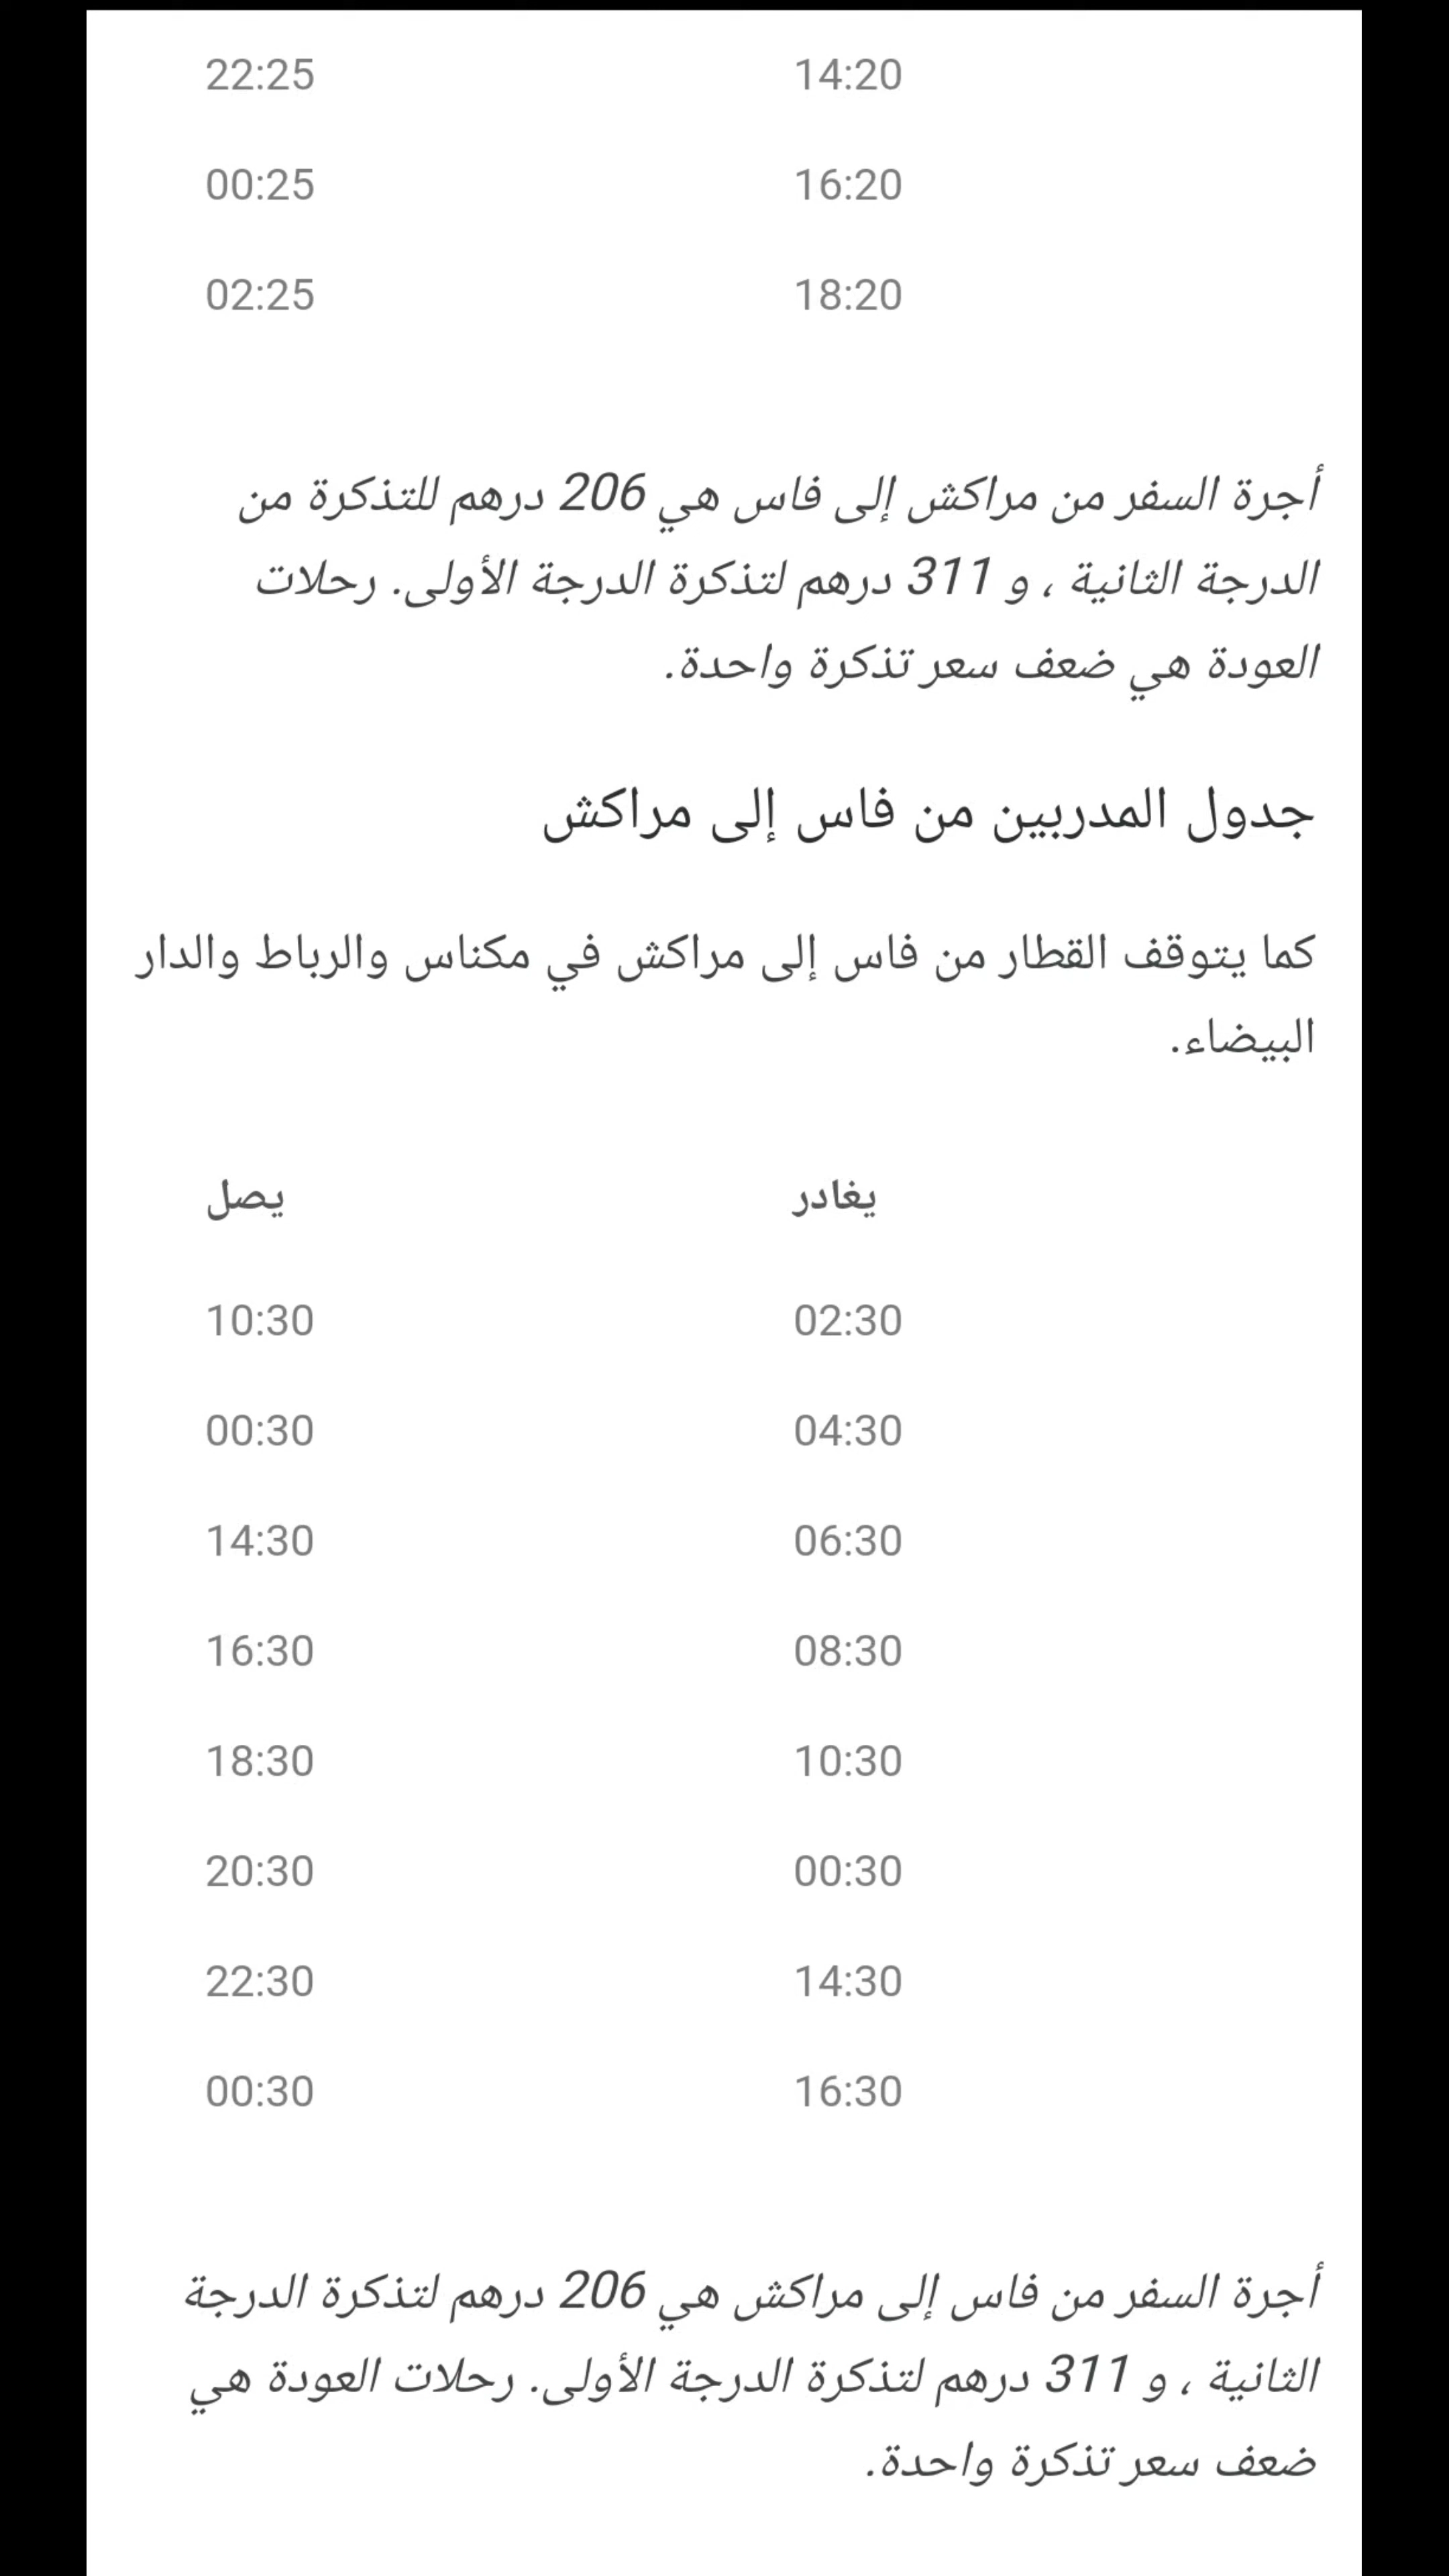 14:20 22:25
16:20 00:25
18:20 02:25
أجرة السفر من مراكش إلى فاس هي 206 درهم للتذكرة من
الدرجة الثانية ، و 311 درهم لتذكرة الدرجة الأولى. رحلات
العودة هي ضعف سعر تذكرة واحدة.
جدول المدربين من فاس إلى مراكش
كما يتوقف القطار من فاس إلى مراكش في مكناس والرباط والدار
البيضاء.
يغادر يصل
02:30 10:30
04:30 00:30
06:30 14:30
08:30 16:30
10:30 18:30
00:30 20:30
14:30 22:30
16:30 00:30
أجرة السفر من فاس إلى مراكش هي 206 درهم لتذكرة الدرجة
الثانية ، و 311 درهم لتذكرة الدرجة الأولى. رحلات العودة هي
ضعف سعر تذكرة واحدة.